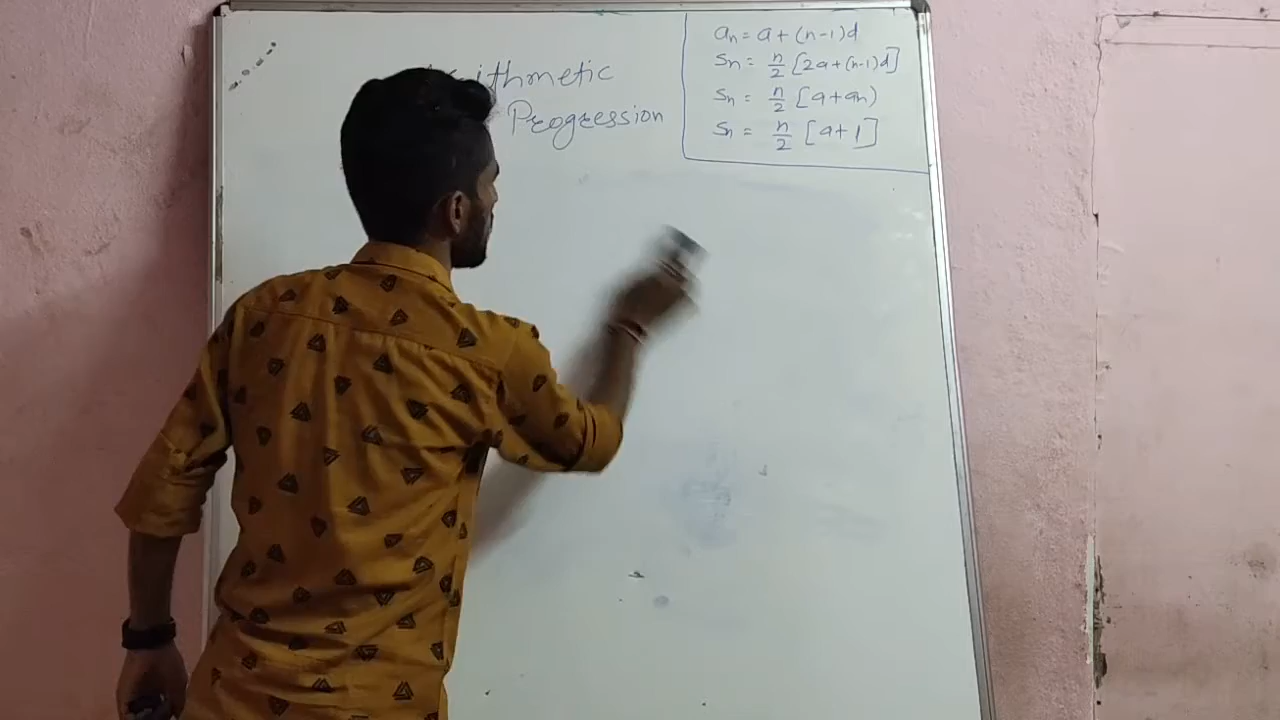 ithmetic
Progression
an = a + (n-1)d
Sn = n/2 [2a+(n-1)d]
Sn = n/2 [a+an)
Sn = n/2 [a+l]